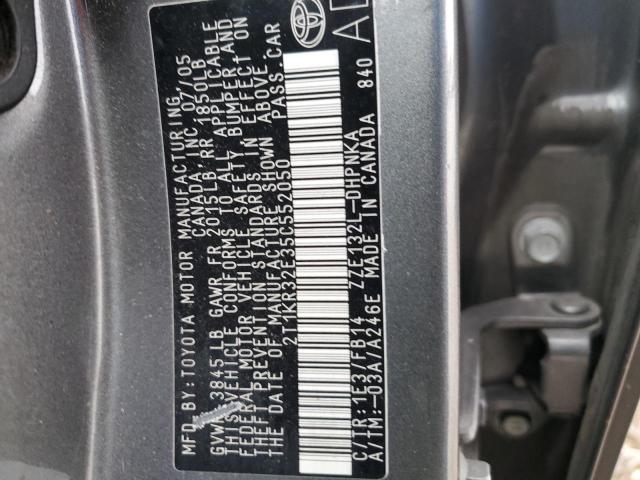 MFD BY: TOYOTA MOTOR MANUFACTURING,
CANADA, INC. 07/05
GVWR 3845LB GAWR FR 2015LB RR 1850LB
THIS VEHICLE CONFORMS TO ALL APPLICABLE
FEDERAL MOTOR VEHICLE SAFETY, BUMPER, AND
THEFT PREVENTION STANDARDS IN EFFECT ON
THE DATE OF MANUFACTURE SHOWN ABOVE.
2T1KR32E35C552050 PASS. CAR
C/TR: 1E3/FB14 ZZE132L-DHPNKA
A/TM: -03A/A246E MADE IN CANADA 840